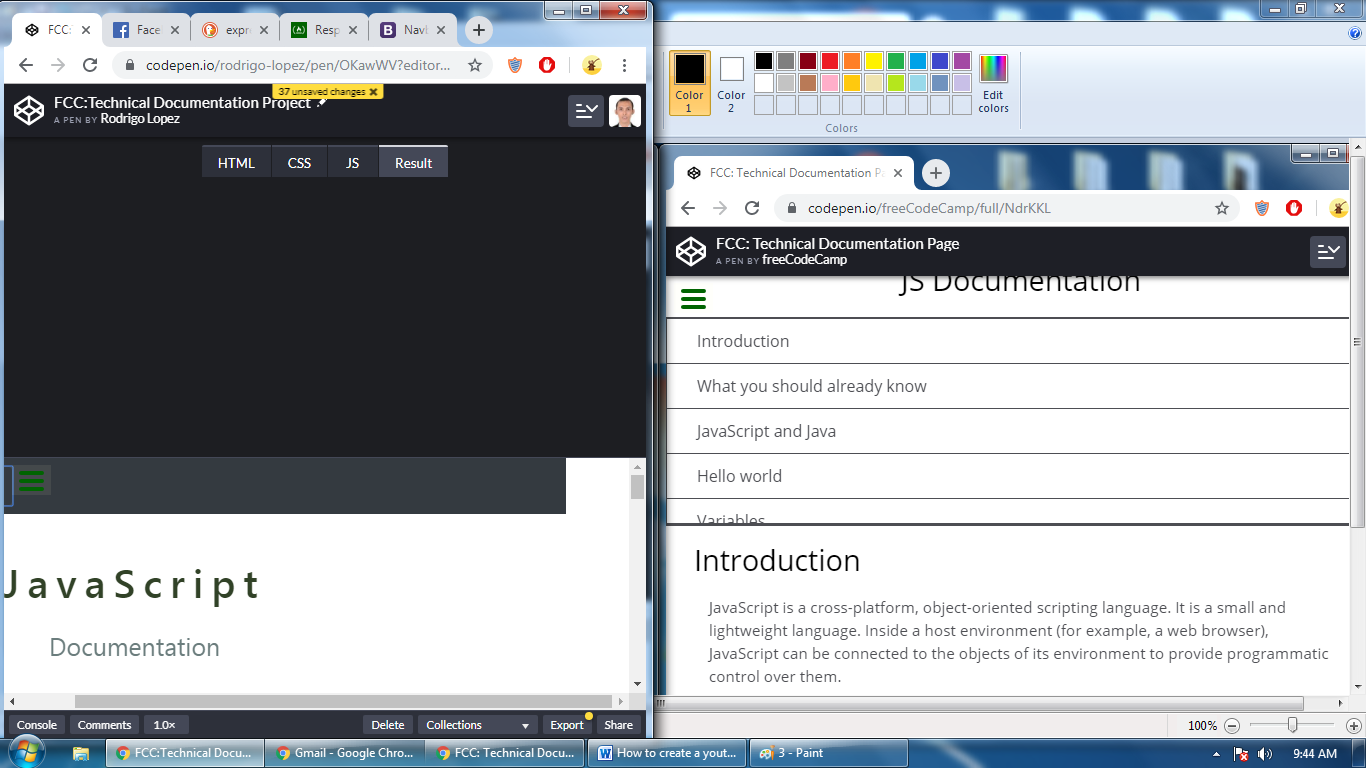 FCC:
Face
expr
Resp
Navb
codepen.io/rodrigo-lopez/pen/OKawWV?editor...
37 unsaved changes
FCC:Technical Documentation Project
A PEN BY Rodrigo Lopez
HTML CSS JS Result
JavaScript
Documentation
Console Comments 1.0× Delete Collections Export Share
Color 1
Color 2
Edit colors
Colors
FCC: Technical Documentation Pa
codepen.io/freeCodeCamp/full/NdrKKL
FCC: Technical Documentation Page
A PEN BY freeCodeCamp
JS Documentation
Introduction
What you should already know
JavaScript and Java
Hello world
Variables
Introduction
JavaScript is a cross-platform, object-oriented scripting language. It is a small and
lightweight language. Inside a host environment (for example, a web browser),
JavaScript can be connected to the objects of its environment to provide programmatic
control over them.
100%
FCC:Technical Docu...
Gmail - Google Chro...
FCC: Technical Docu...
How to create a yout...
3 - Paint
9:44 AM